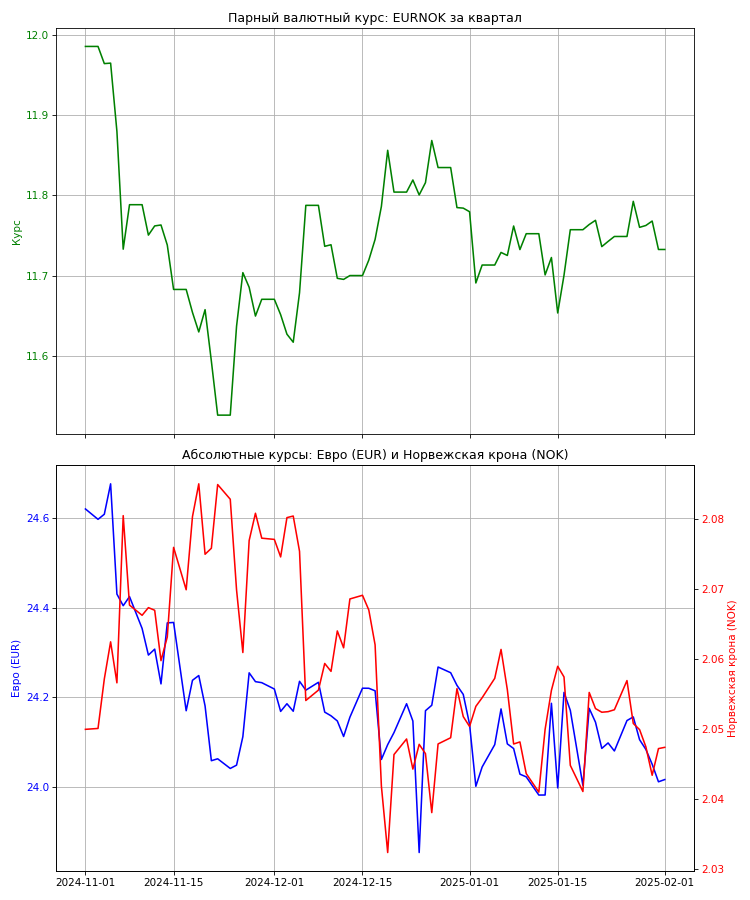 Парный валютный курс: EURNOK за квартал
12.0
11.9
11.8
11.7
11.6
Курс
Абсолютные курсы: Евро (EUR) и Норвежская крона (NOK)
24.6
24.4
24.2
24.0
Евро (EUR)
2.08
2.07
2.06
2.05
2.04
2.03
Норвежская крона (NOK)
2024-11-01 2024-11-15 2024-12-01 2024-12-15 2025-01-01 2025-01-15 2025-02-01